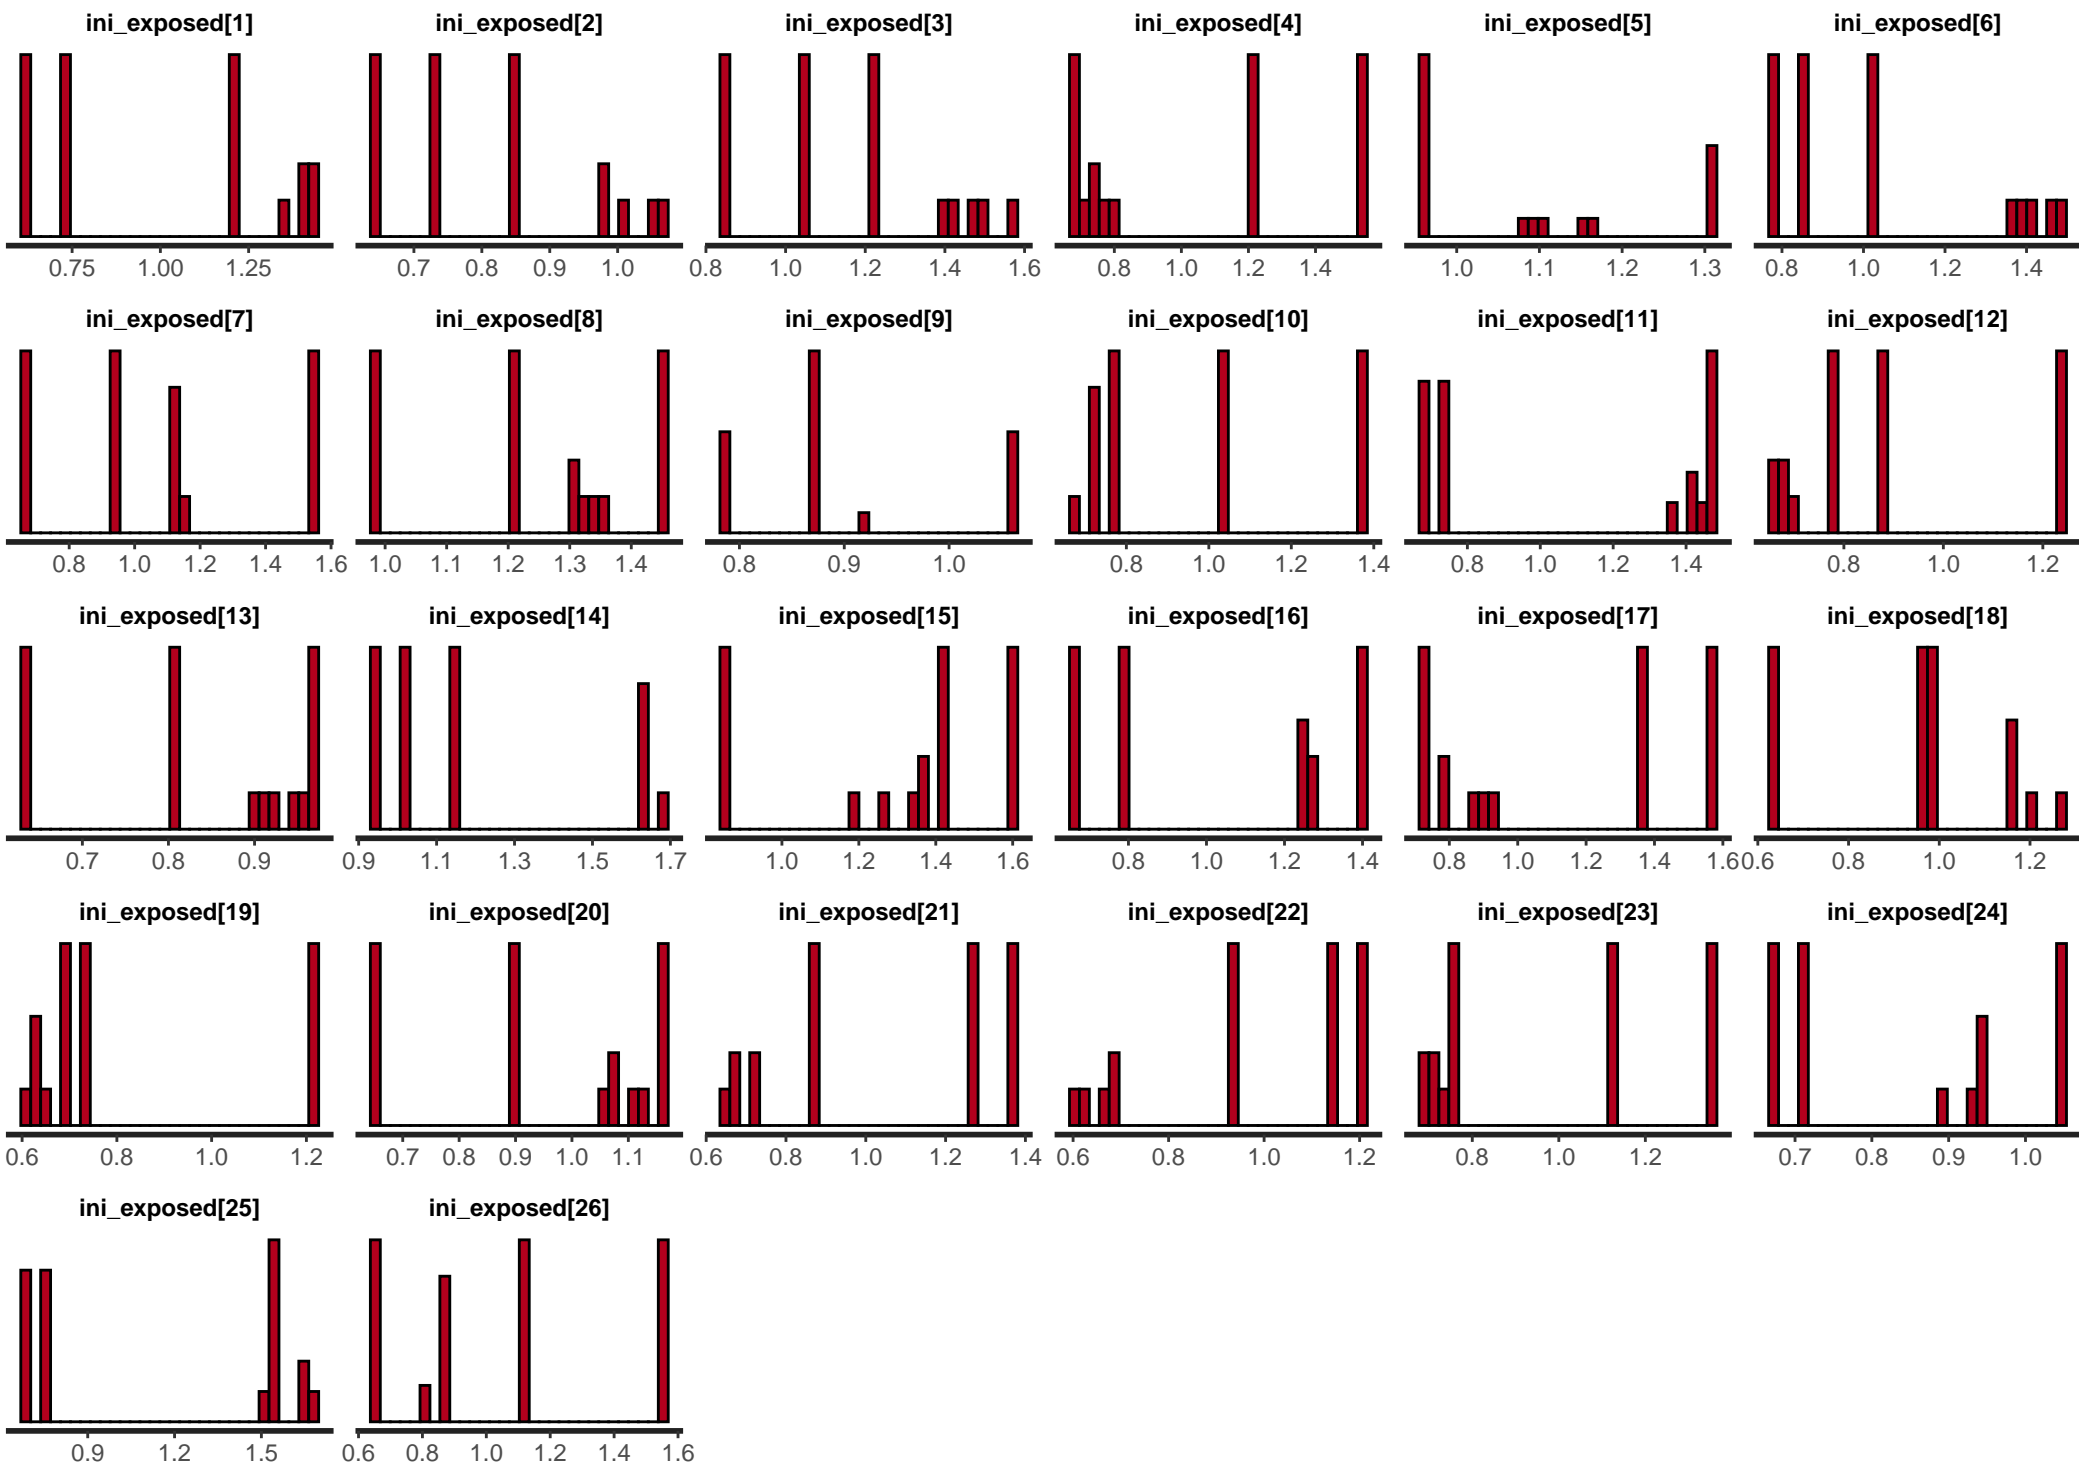 ini_exposed[1] ini_exposed[2] ini_exposed[3] ini_exposed[4] ini_exposed[5] ini_exposed[6]
0.75 1.00 1.25 0.7 0.8 0.9 1.0 0.8 1.0 1.2 1.4 1.6 0.8 1.0 1.2 1.4 1.0 1.1 1.2 1.3 0.8 1.0 1.2 1.4
ini_exposed[7] ini_exposed[8] ini_exposed[9] ini_exposed[10] ini_exposed[11] ini_exposed[12]
0.8 1.0 1.2 1.4 1.6 1.0 1.1 1.2 1.3 1.4 0.8 0.9 1.0 0.8 1.0 1.2 1.4 0.8 1.0 1.2 1.4 0.8 1.0 1.2
ini_exposed[13] ini_exposed[14] ini_exposed[15] ini_exposed[16] ini_exposed[17] ini_exposed[18]
0.7 0.8 0.9 0.9 1.1 1.3 1.5 1.7 1.0 1.2 1.4 1.6 0.8 1.0 1.2 1.4 0.8 1.0 1.2 1.4 1.6 0.6 0.8 1.0 1.2
ini_exposed[19] ini_exposed[20] ini_exposed[21] ini_exposed[22] ini_exposed[23] ini_exposed[24]
0.6 0.8 1.0 1.2 0.7 0.8 0.9 1.0 1.1 0.6 0.8 1.0 1.2 1.4 0.6 0.8 1.0 1.2 0.8 1.0 1.2 0.7 0.8 0.9 1.0
ini_exposed[25] ini_exposed[26]
0.9 1.2 1.5 0.6 0.8 1.0 1.2 1.4 1.6